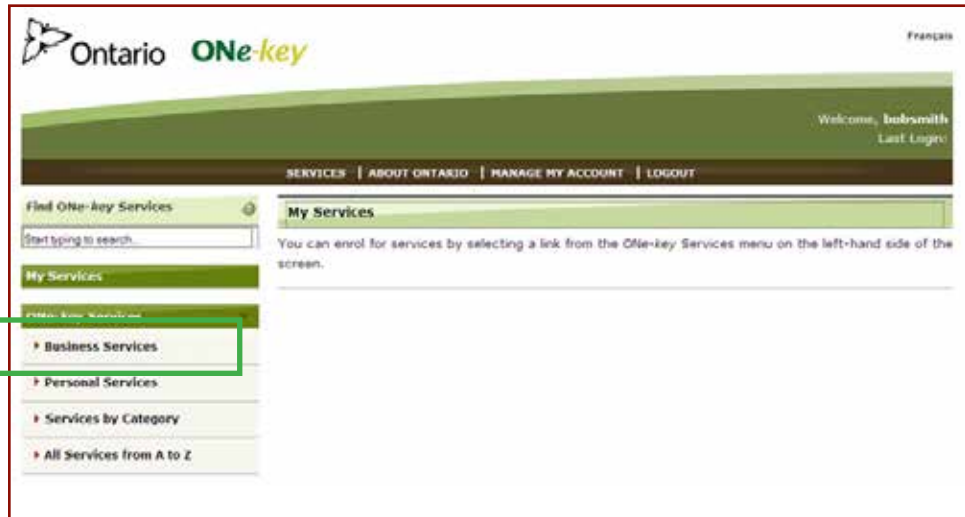 Ontario ONe-key
Français
Welcome, bobsmith
Last Login:
SERVICES | ABOUT ONTARIO | MANAGE MY ACCOUNT | LOGOUT
Find ONe-key Services
Start typing to search...
My Services
ONe-key Services
Business Services
Personal Services
Services by Category
All Services from A to Z
My Services
You can enrol for services by selecting a link from the ONe-key Services menu on the left-hand side of the
screen.